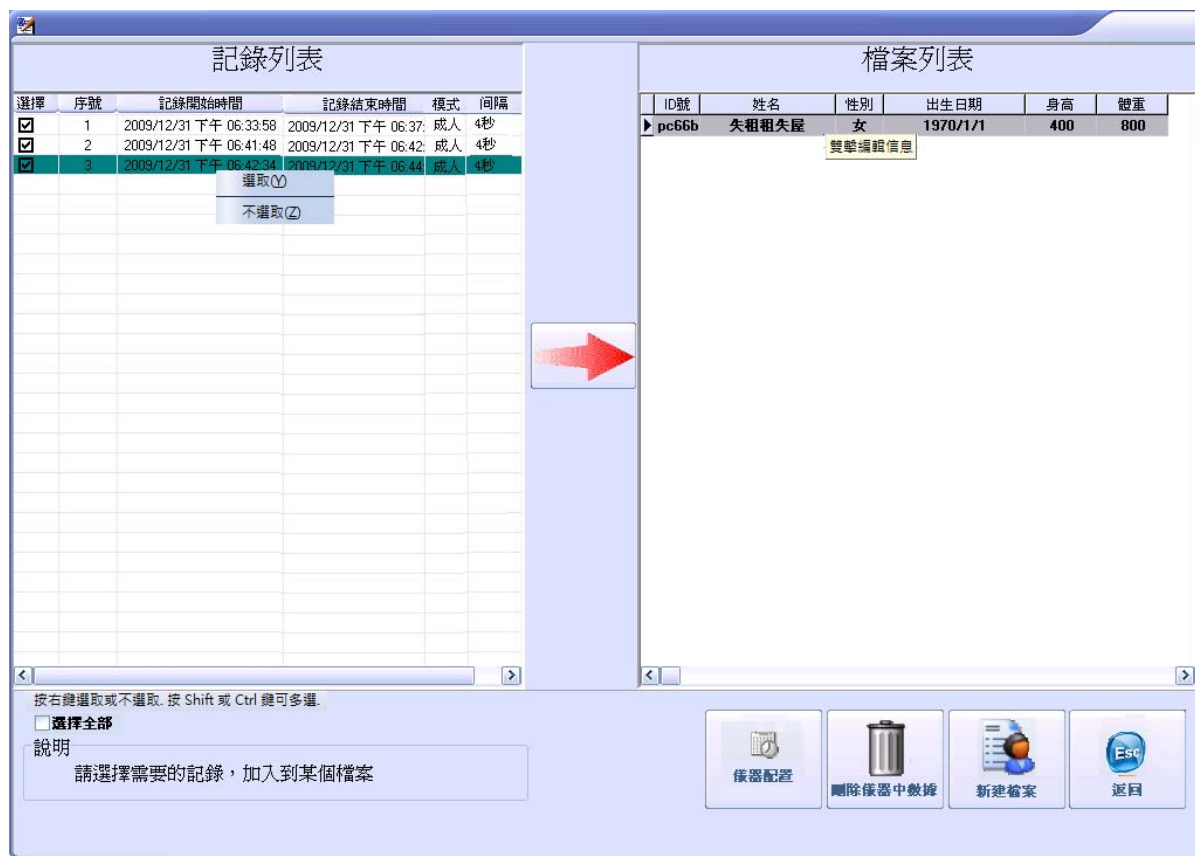 記錄列表
選擇 序號 記錄開始時間 記錄結束時間 模式 间隔
1 2009/12/31 下午 06:33:58 2009/12/31 下午 06:37: 成人 4秒
2 2009/12/31 下午 06:41:48 2009/12/31 下午 06:42: 成人 4秒
3 2009/12/31 下午 06:42:34 2009/12/31 下午 06:44: 成人 4秒
選取(Y)
不選取(Z)
檔案列表
ID號 姓名 性別 出生日期 身高 體重
pc66b 失租租失屋 女 1970/1/1 400 800
雙擊編輯信息
按右鍵選取或不選取. 按 Shift 或 Ctrl 鍵可多選.
選擇全部
說明
請選擇需要的記錄，加入到某個檔案
儀器配置
刪除儀器中數據
新建檔案
Esc
返回